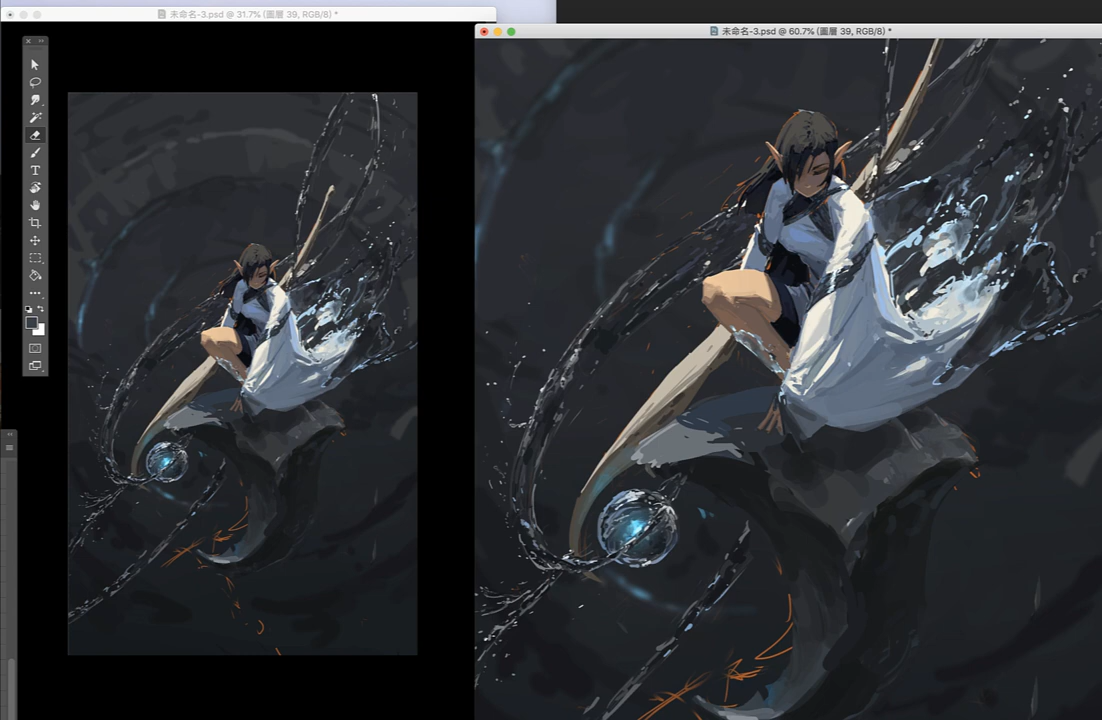 未命名-3.psd @ 31.7% (圖層 39, RGB/8) *
未命名-3.psd @ 60.7% (圖層 39, RGB/8) *